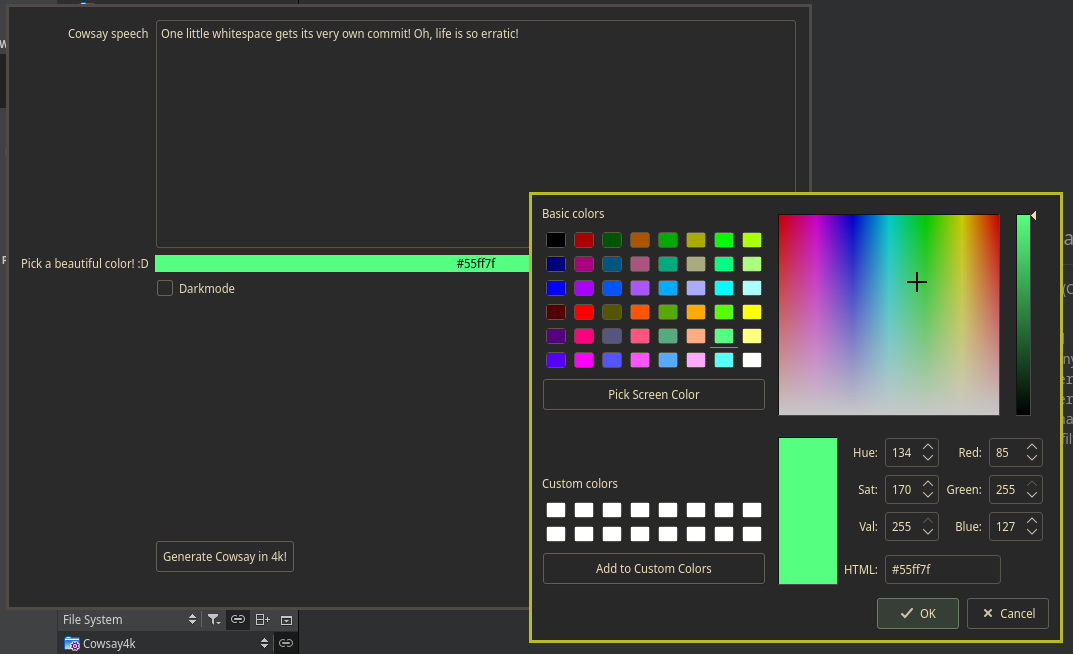 Cowsay speech
One little whitespace gets its very own commit! Oh, life is so erratic!
Pick a beautiful color! :D
#55ff7f
Darkmode
Generate Cowsay in 4k!
Basic colors
Pick Screen Color
Custom colors
Add to Custom Colors
Hue: 134 Red: 85
Sat: 170 Green: 255
Val: 255 Blue: 127
HTML: #55ff7f
OK Cancel
File System
Cowsay4k